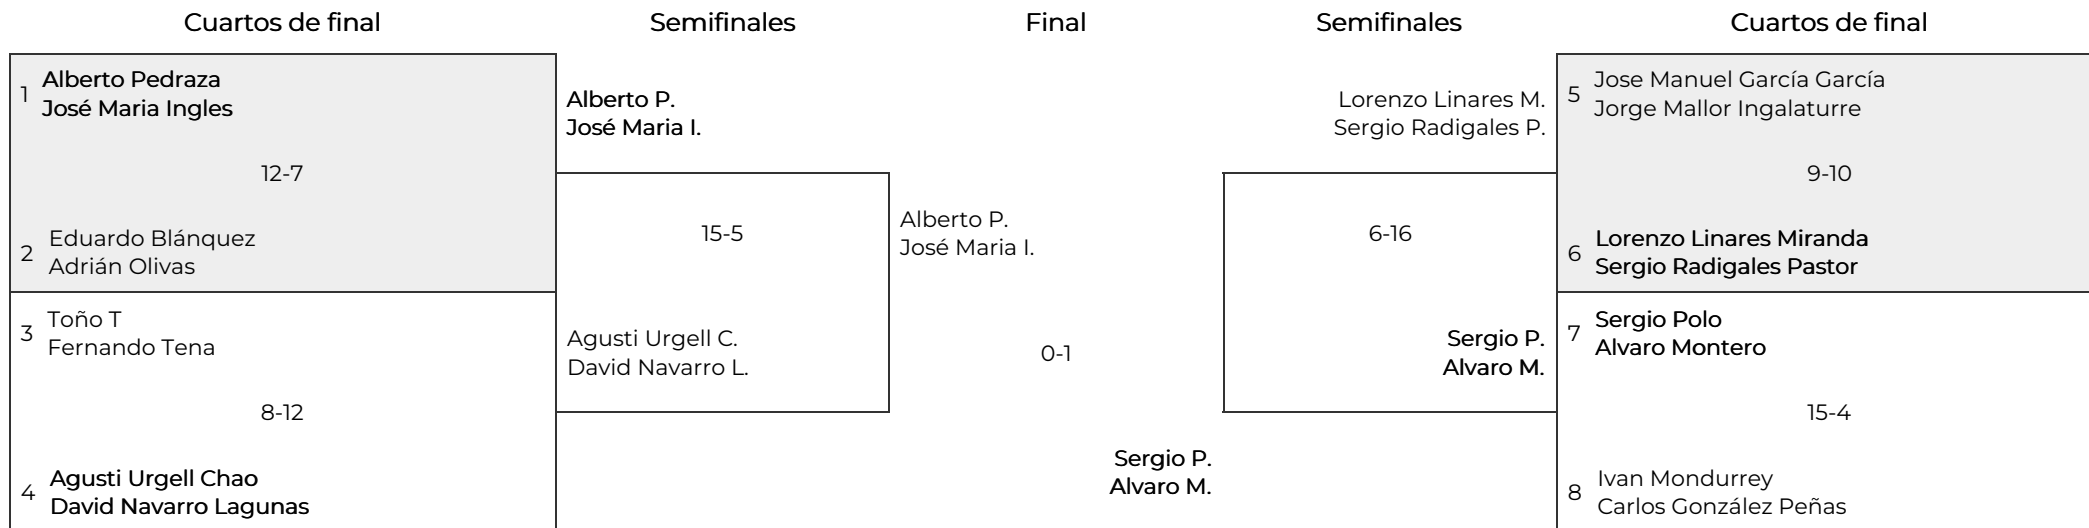 Cuartos de final
Semifinales
Final
Semifinales
Cuartos de final
1
Alberto Pedraza
José Maria Ingles
12-7
2
Eduardo Blánquez
Adrián Olivas
3
Toño T
Fernando Tena
8-12
4
Agusti Urgell Chao
David Navarro Lagunas
Alberto P.
José Maria I.
15-5
Agusti Urgell C.
David Navarro L.
Alberto P.
José Maria I.
0-1
Sergio P.
Alvaro M.
Lorenzo Linares M.
Sergio Radigales P.
6-16
Sergio P.
Alvaro M.
5
Jose Manuel García García
Jorge Mallor Ingalaturre
9-10
6
Lorenzo Linares Miranda
Sergio Radigales Pastor
7
Sergio Polo
Alvaro Montero
15-4
8
Ivan Mondurrey
Carlos González Peñas